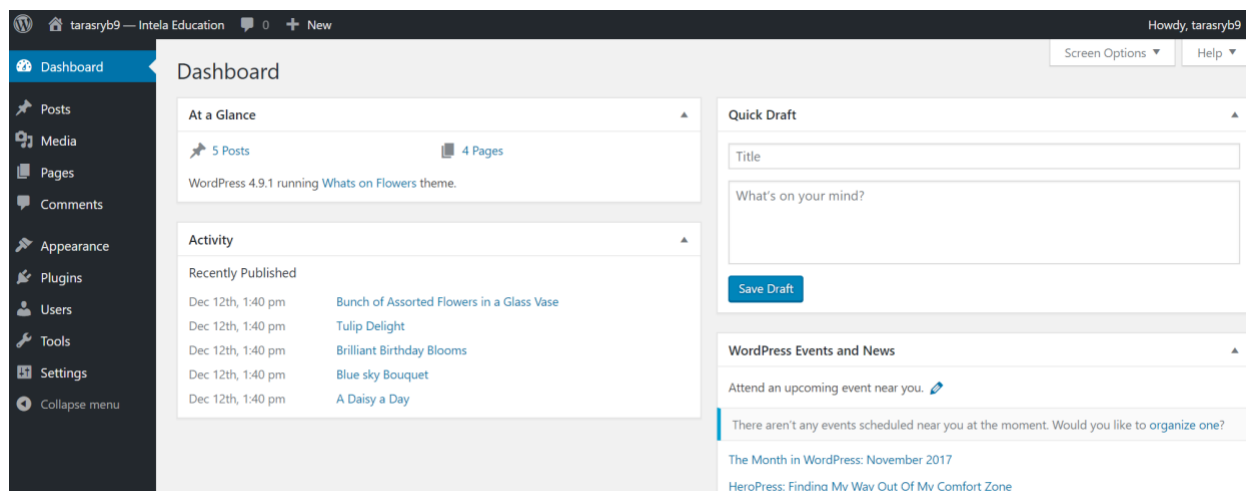 tarasryb9 — Intela Education 0 New Howdy, tarasryb9
Screen Options Help
Dashboard
Posts
Media
Pages
Comments
Appearance
Plugins
Users
Tools
Settings
Collapse menu
Dashboard
At a Glance
5 Posts 4 Pages
WordPress 4.9.1 running Whats on Flowers theme.
Activity
Recently Published
Dec 12th, 1:40 pm Bunch of Assorted Flowers in a Glass Vase
Dec 12th, 1:40 pm Tulip Delight
Dec 12th, 1:40 pm Brilliant Birthday Blooms
Dec 12th, 1:40 pm Blue sky Bouquet
Dec 12th, 1:40 pm A Daisy a Day
Quick Draft
Title
What's on your mind?
Save Draft
WordPress Events and News
Attend an upcoming event near you.
There aren't any events scheduled near you at the moment. Would you like to organize one?
The Month in WordPress: November 2017
HeroPress: Finding My Way Out Of My Comfort Zone